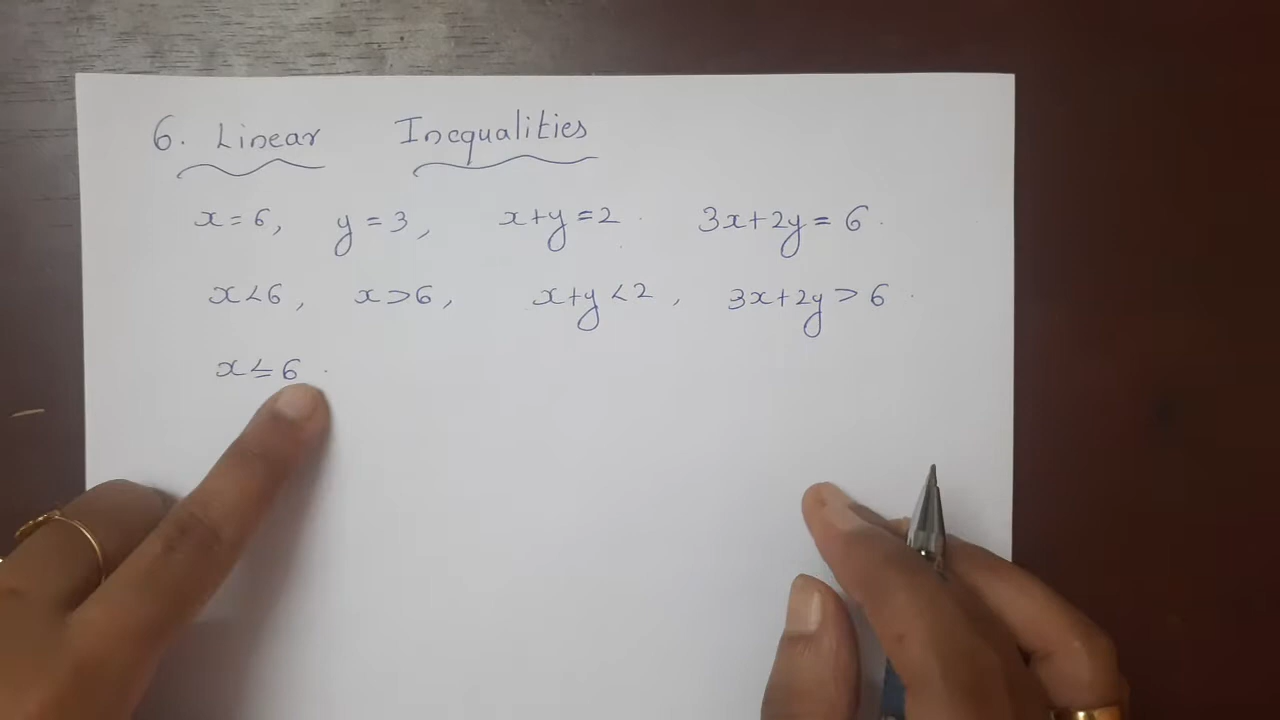 6. Linear Inequalities
x = 6, y = 3, x+y = 2. 3x+2y = 6.
x < 6, x > 6, x+y < 2, 3x+2y > 6.
x ≤ 6.